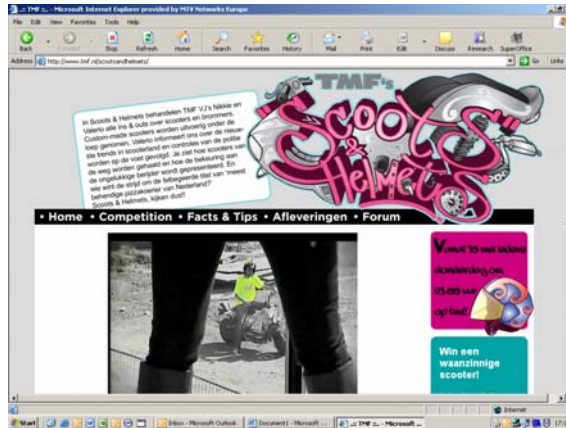 .:: TMF ::. - Microsoft Internet Explorer provided by MTV Networks Europe
File Edit View Favorites Tools Help
Back Forward Stop Refresh Home Search Favorites History Mail Print Edit Discuss Research SuperOffice
Address http://www.tmf.nl/scootsandhelmets/ Go Links
TMF's
Scoots
&
Helmets
In Scoots & Helmets behandelen TMF VJ's Nikkie en
Valerio alle ins & outs over scooters en brommers.
Custom-made scooters worden uitvoerig onder de
loep genomen, Valerio informeert ons over de nieuw-
ste trends in scooterland en controles van de politie
worden op de voet gevolgd. Je ziet hoe scooters van
de weg worden gehaald en hoe de bekeuring aan
de ongelukkige berijder wordt gepresenteerd. En
wie wint de strijd om de felbegeerde titel van 'meest
behendige pizzakoerier van Nederland'?
Scoots & Helmets, kijken dus!!
• Home • Competition • Facts & Tips • Afleveringen • Forum
Vanaf 18 mei iedere
donderdag om
21.00 uur
op tmf!
Win een
waanzinnige
scooter!
Internet
Start Inbox - Microsoft Outlook Document1 - Microsoft ... .:: TMF ::. - Microsoft ...